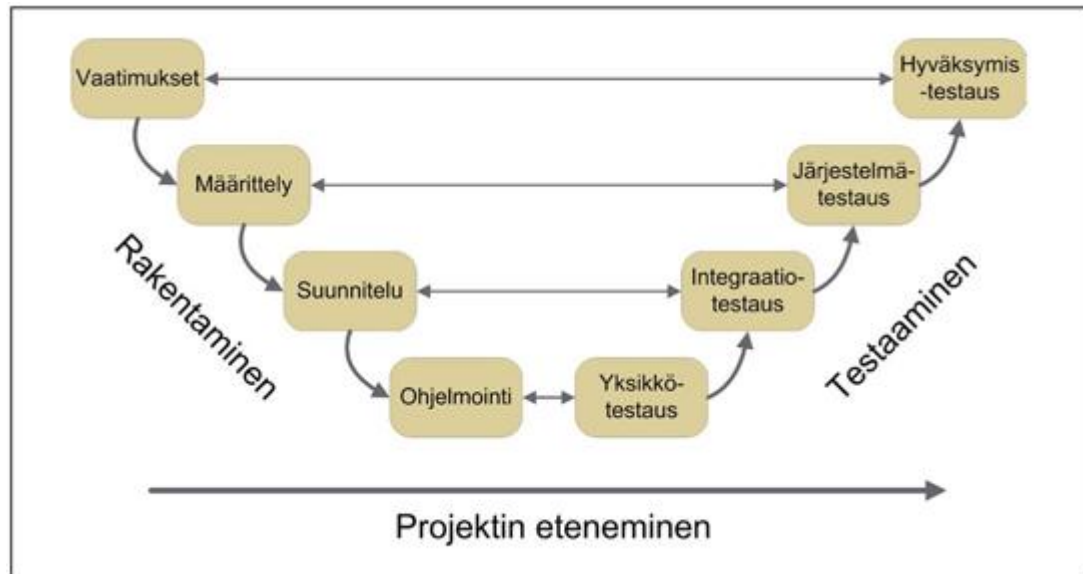 Vaatimukset
Hyväksymis
-testaus
Määrittely
Järjestelmä-
testaus
Rakentaminen
Suunnitelu
Integraatio-
testaus
Testaaminen
Ohjelmointi
Yksikkö-
testaus
Projektin eteneminen